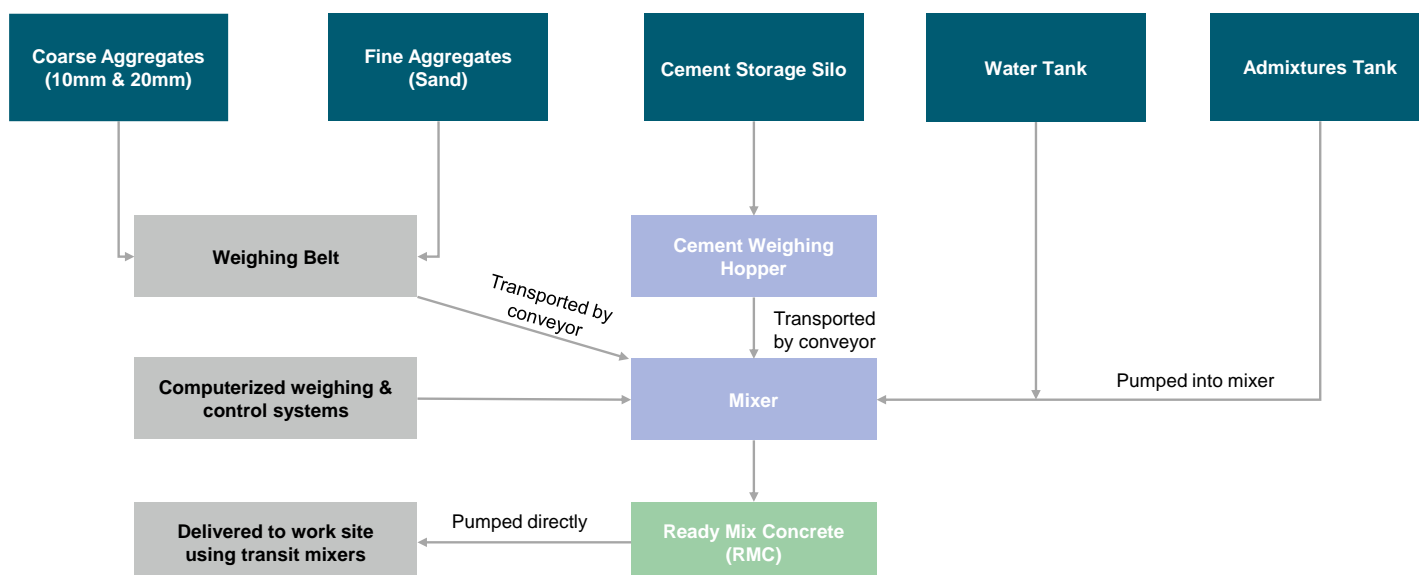 Coarse Aggregates
(10mm & 20mm)
Fine Aggregates
(Sand)
Cement Storage Silo
Water Tank
Admixtures Tank
Weighing Belt
Cement Weighing
Hopper
Transported by
conveyor
Transported
by conveyor
Computerized weighing &
control systems
Mixer
Pumped into mixer
Delivered to work site
using transit mixers
Pumped directly
Ready Mix Concrete
(RMC)